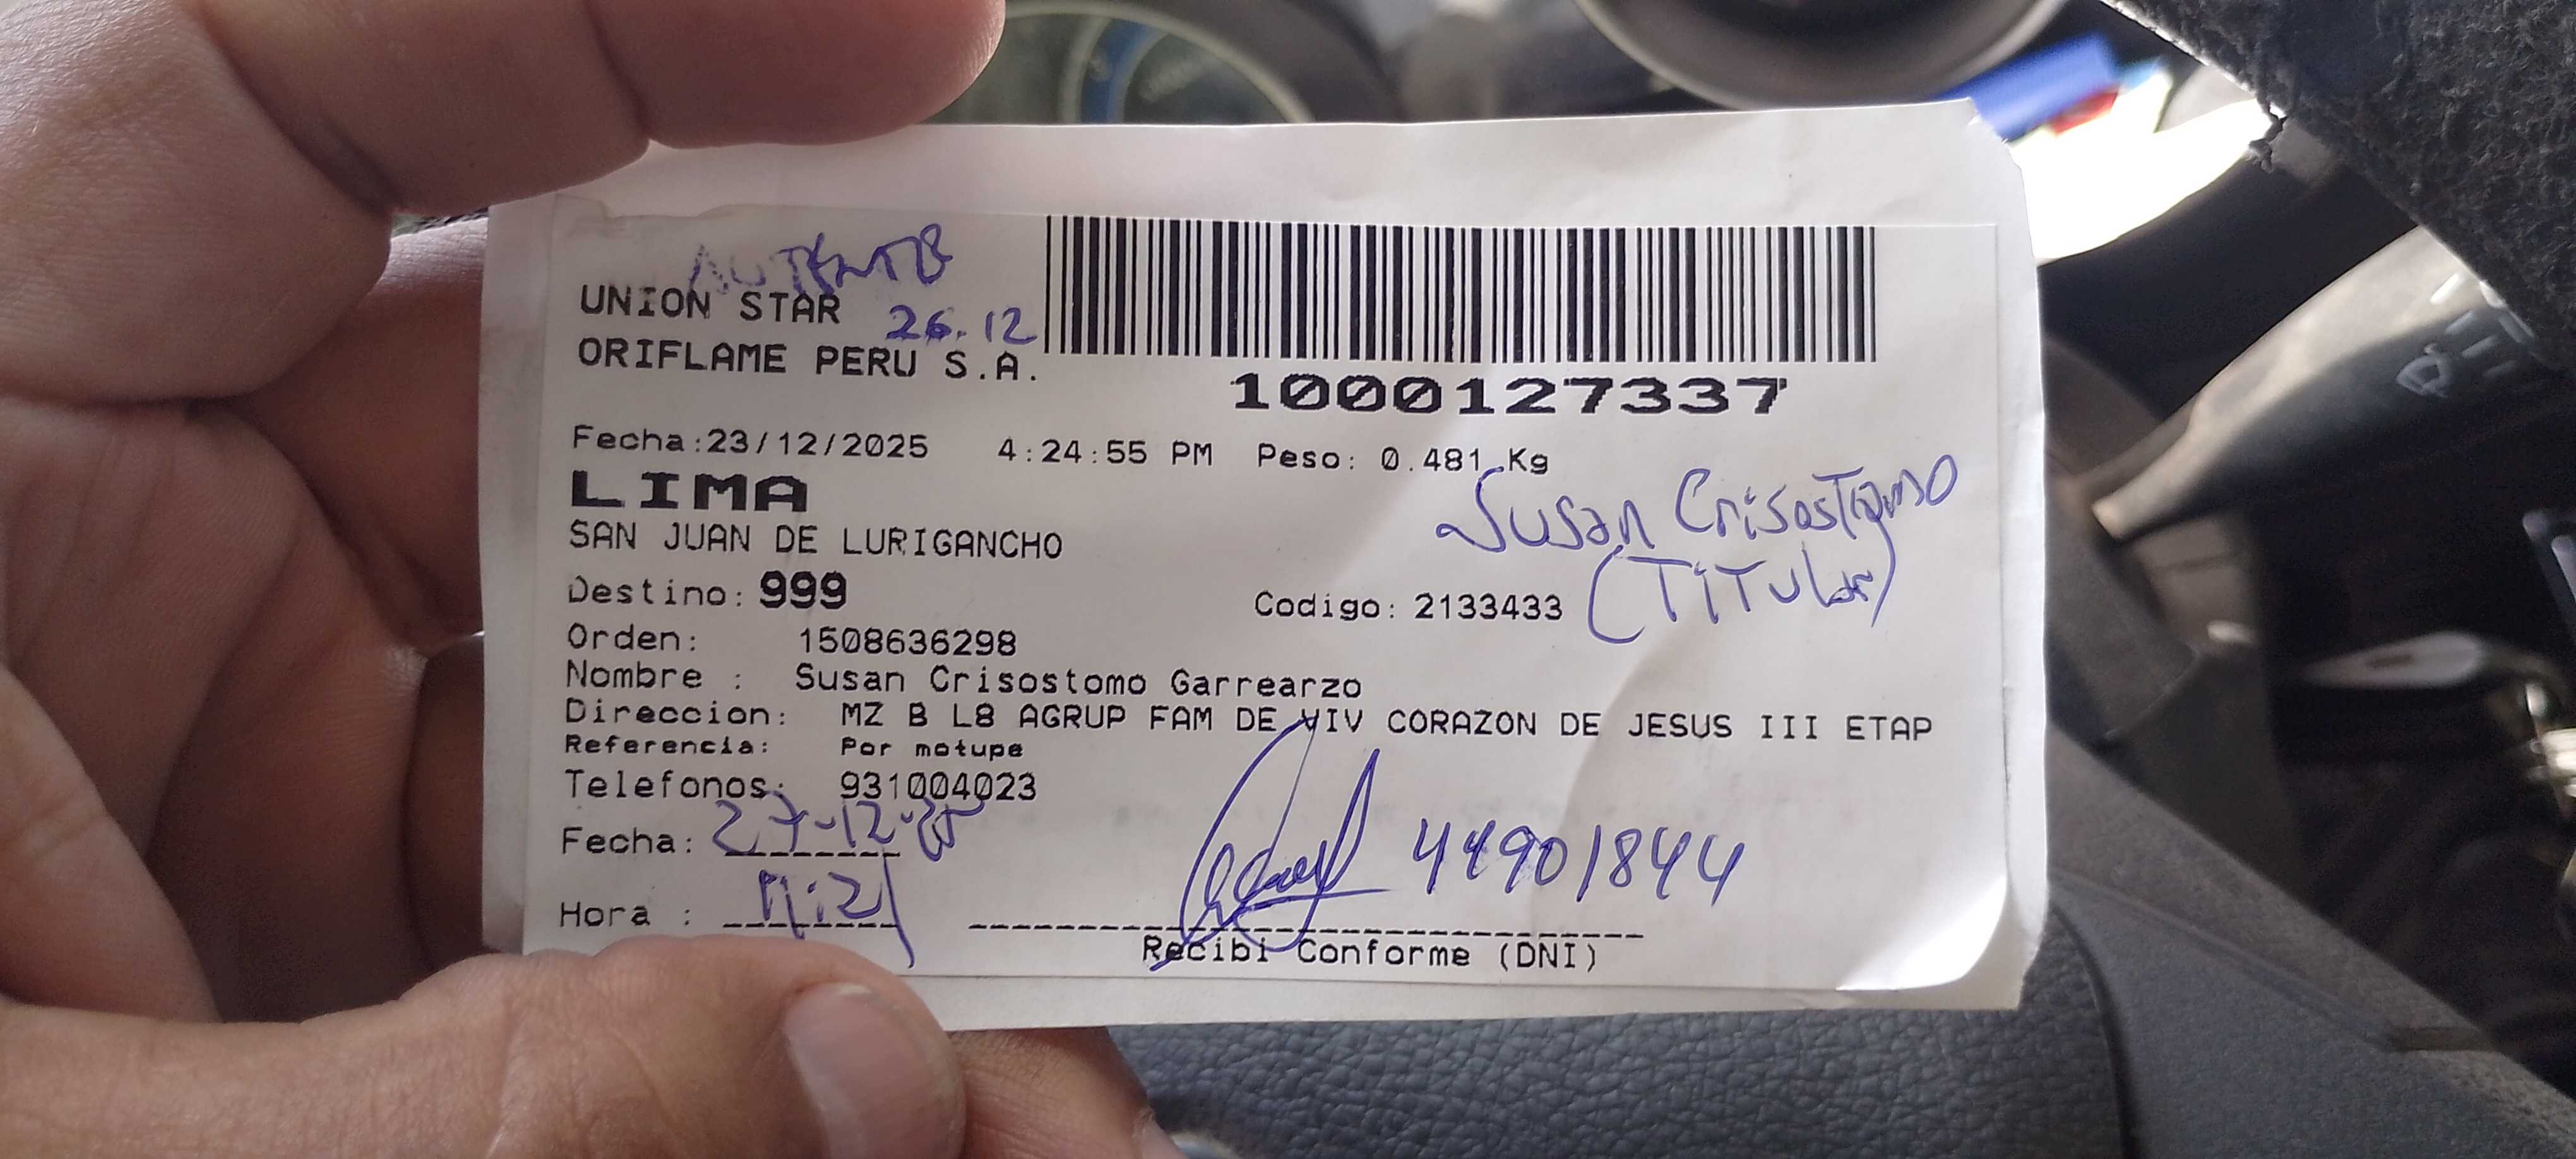 AUSENTE
UNION STAR 26.12
ORIFLAME PERU S.A.
1000127337
Fecha:23/12/2025 4:24:55 PM Peso: 0.481 Kg
LIMA
Susan Crisostomo
SAN JUAN DE LURIGANCHO
(Titular)
Destino: 999 Codigo: 2133433
Orden: 1508636298
Nombre : Susan Crisostomo Garrearzo
Direccion: MZ B L8 AGRUP FAM DE VIV CORAZON DE JESUS III ETAP
Referencia: Por motupe
Telefonos: 931004023
Fecha: 27-12-25
44901844
Hora :
Recibi Conforme (DNI)